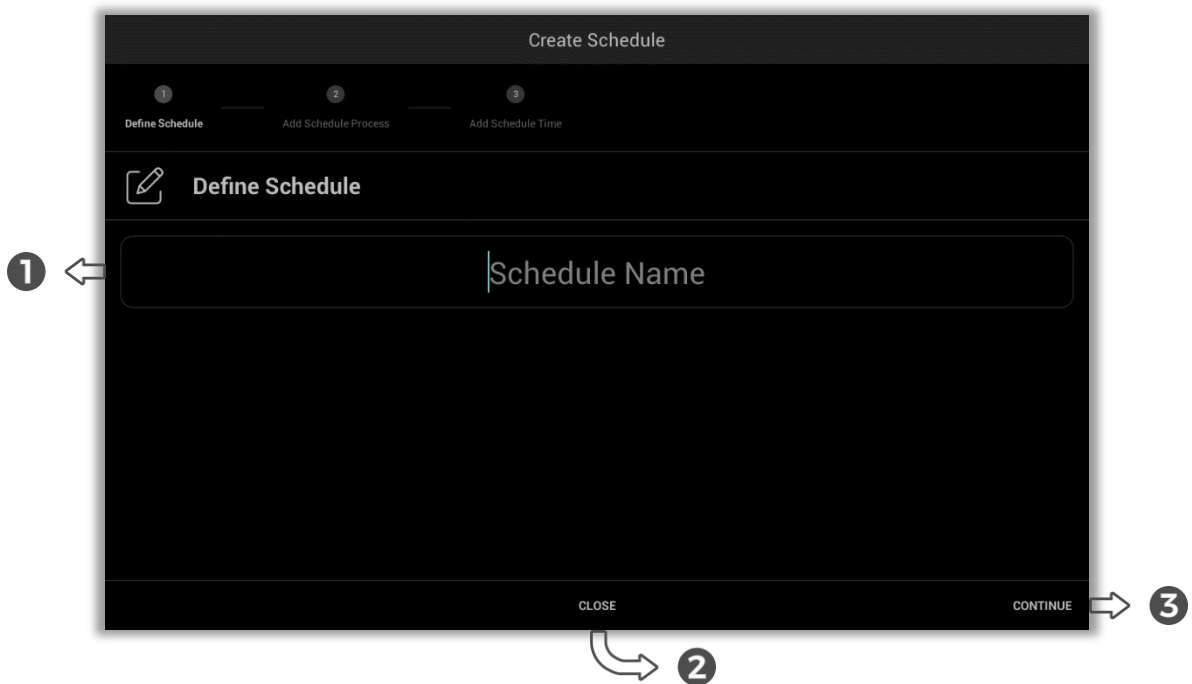 Create Schedule
1 2 3
Define Schedule Add Schedule Process Add Schedule Time
Define Schedule
1
Schedule Name
CLOSE CONTINUE
3
2